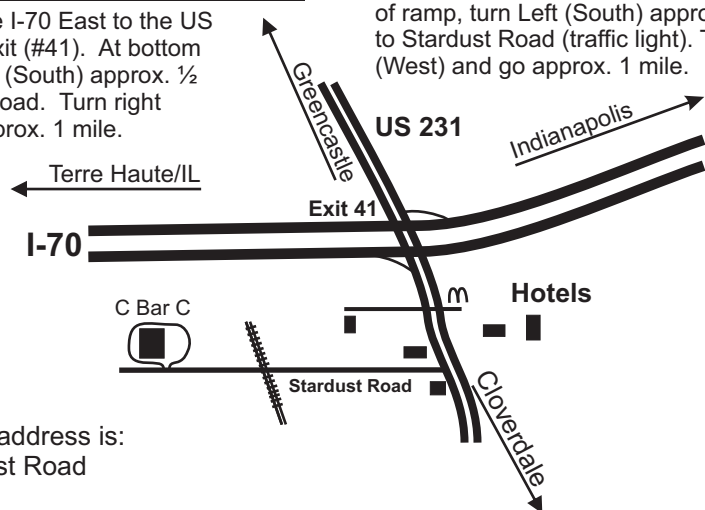 e I-70 East to the US
xit (#41). At bottom
(South) approx. ½
oad. Turn right
prox. 1 mile.
of ramp, turn Left (South) appro
to Stardust Road (traffic light). T
(West) and go approx. 1 mile.
Greencastle
US 231
Indianapolis
Terre Haute/IL
Exit 41
I-70
Hotels
C Bar C
Stardust Road
Cloverdale
address is:
st Road